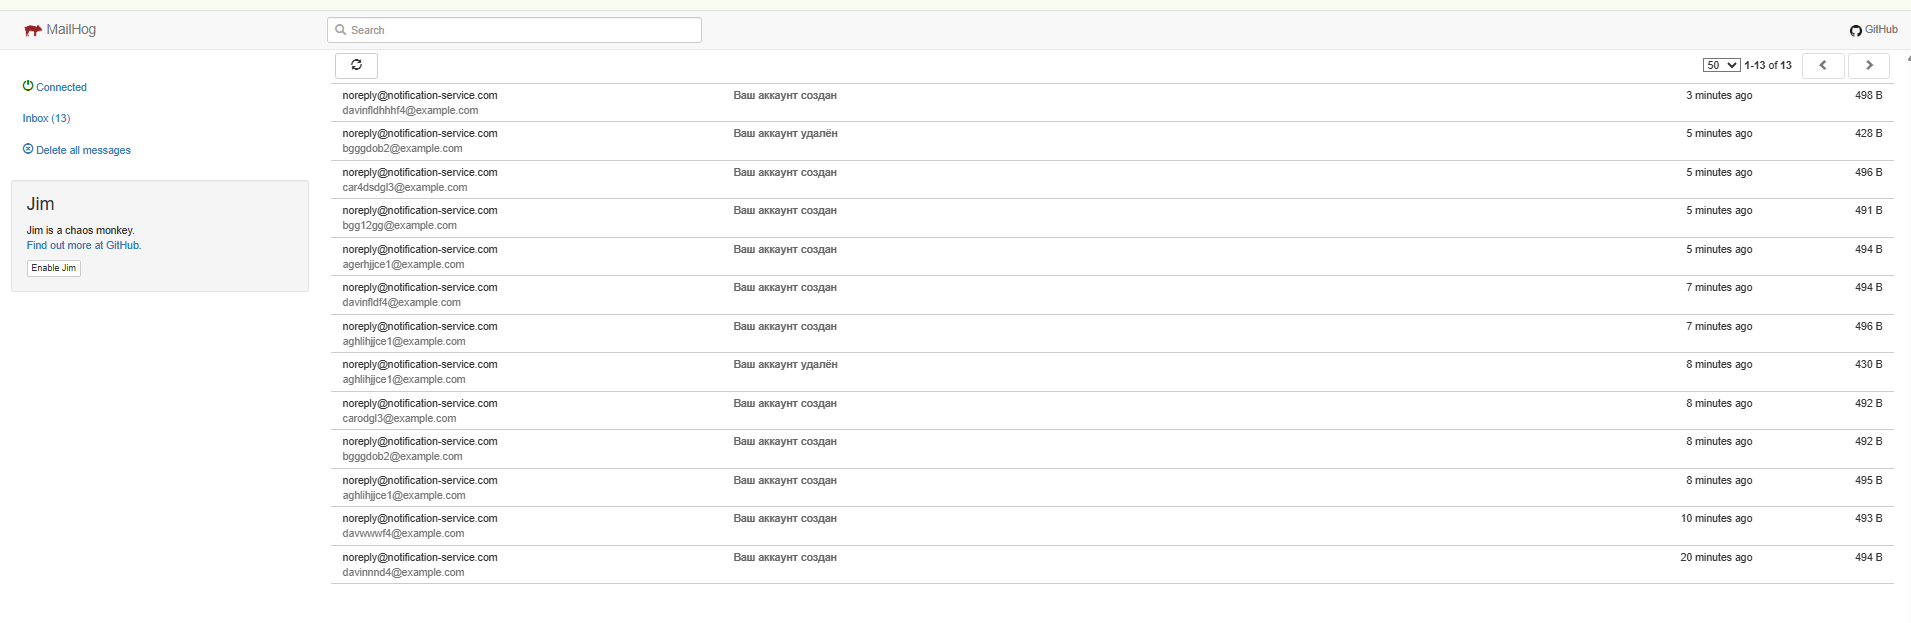 MailHog
Search
GitHub
Connected
Inbox (13)
Delete all messages
Jim
Jim is a chaos monkey.
Find out more at GitHub.
Enable Jim
50 1-13 of 13
noreply@notification-service.com Ваш аккаунт создан 3 minutes ago 498 B
davinfldhhhf4@example.com
noreply@notification-service.com Ваш аккаунт удалён 5 minutes ago 428 B
bgggdob2@example.com
noreply@notification-service.com Ваш аккаунт создан 5 minutes ago 496 B
car4dsdgl3@example.com
noreply@notification-service.com Ваш аккаунт создан 5 minutes ago 491 B
bgg12gg@example.com
noreply@notification-service.com Ваш аккаунт создан 5 minutes ago 494 B
agerhjjce1@example.com
noreply@notification-service.com Ваш аккаунт создан 7 minutes ago 494 B
davinfldf4@example.com
noreply@notification-service.com Ваш аккаунт создан 7 minutes ago 496 B
aghlihjjce1@example.com
noreply@notification-service.com Ваш аккаунт удалён 8 minutes ago 430 B
aghlihjjce1@example.com
noreply@notification-service.com Ваш аккаунт создан 8 minutes ago 492 B
carodgl3@example.com
noreply@notification-service.com Ваш аккаунт создан 8 minutes ago 492 B
bgggdob2@example.com
noreply@notification-service.com Ваш аккаунт создан 8 minutes ago 495 B
aghlihjjce1@example.com
noreply@notification-service.com Ваш аккаунт создан 10 minutes ago 493 B
davwwwf4@example.com
noreply@notification-service.com Ваш аккаунт создан 20 minutes ago 494 B
davinnnd4@example.com